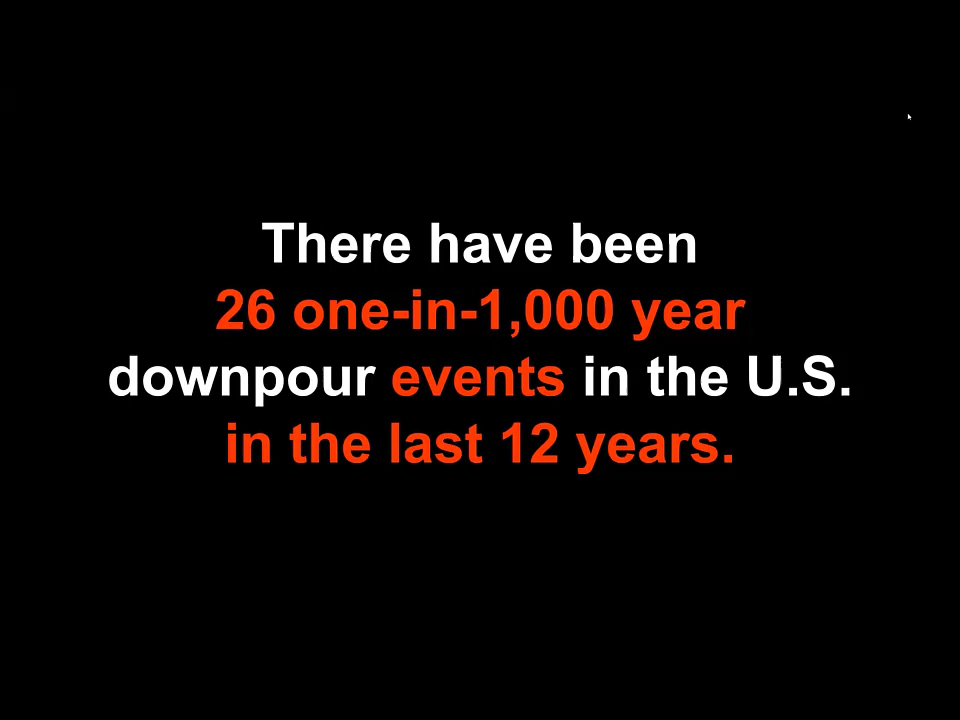 There have been
26 one-in-1,000 year
downpour events in the U.S.
in the last 12 years.